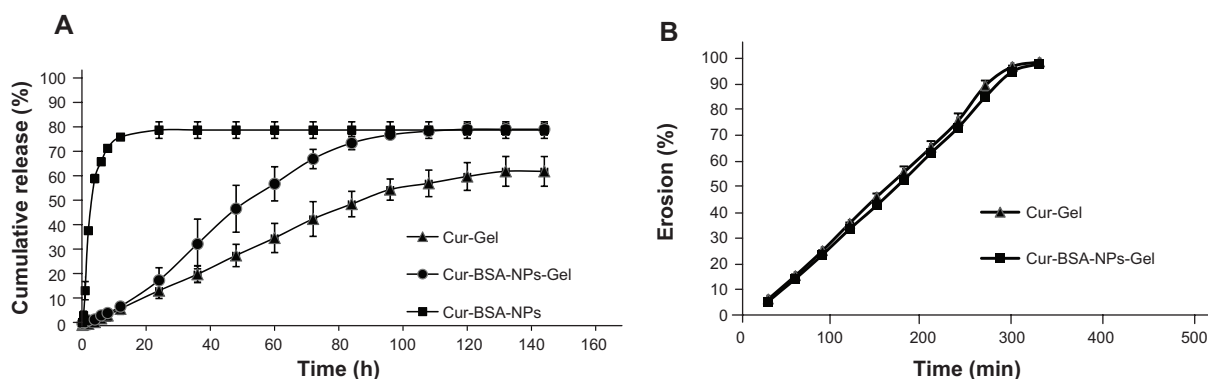 A
Cumulative release (%)
100
90
80
70
60
50
40
30
20
10
0
0 20 40 60 80 100 120 140 160
Time (h)
Cur-Gel
Cur-BSA-NPs-Gel
Cur-BSA-NPs
B
Erosion (%)
100
90
80
70
60
50
40
30
20
10
0
0 100 200 300 400 500
Time (min)
Cur-Gel
Cur-BSA-NPs-Gel